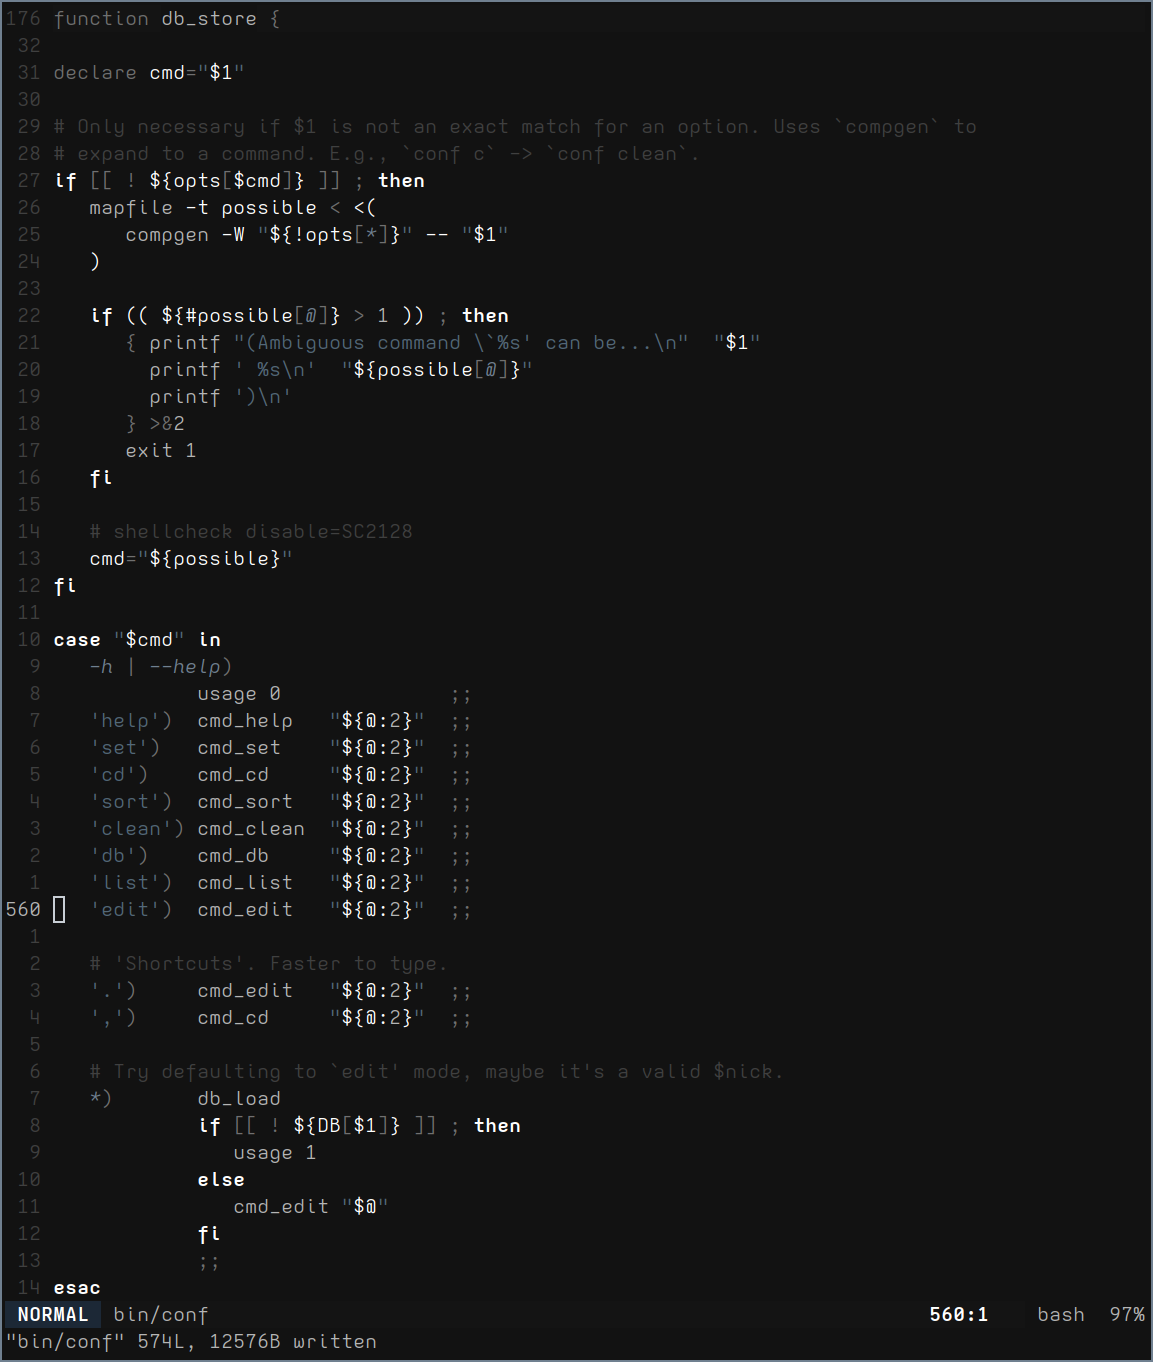 176 function db_store {
32
31 declare cmd="$1"
30
29 # Only necessary if $1 is not an exact match for an option. Uses `compgen` to
28 # expand to a command. E.g., `conf c` -> `conf clean`.
27 if [[ ! ${opts[$cmd]} ]] ; then
26    mapfile -t possible < <(
25       compgen -W "${!opts[*]}" -- "$1"
24    )
23
22    if (( ${#possible[@]} > 1 )) ; then
21       { printf "(Ambiguous command \`%s' can be...\n"  "$1"
20         printf ' %s\n'  "${possible[@]}"
19         printf ')\n'
18       } >&2
17       exit 1
16    fi
15
14    # shellcheck disable=SC2128
13    cmd="${possible}"
12 fi
11
10 case "$cmd" in
9    -h | --help)
8             usage 0              ;;
7    'help')  cmd_help   "${@:2}"  ;;
6    'set')   cmd_set    "${@:2}"  ;;
5    'cd')    cmd_cd     "${@:2}"  ;;
4    'sort')  cmd_sort   "${@:2}"  ;;
3    'clean') cmd_clean  "${@:2}"  ;;
2    'db')    cmd_db     "${@:2}"  ;;
1    'list')  cmd_list   "${@:2}"  ;;
560    'edit')  cmd_edit   "${@:2}"  ;;
1
2    # 'Shortcuts'. Faster to type.
3    '.')     cmd_edit   "${@:2}"  ;;
4    ',')     cmd_cd     "${@:2}"  ;;
5
6    # Try defaulting to `edit' mode, maybe it's a valid $nick.
7    *)       db_load
8             if [[ ! ${DB[$1]} ]] ; then
9                usage 1
10             else
11                cmd_edit "$@"
12             fi
13             ;;
14 esac
NORMAL bin/conf 560:1 bash 97%
"bin/conf" 574L, 12576B written